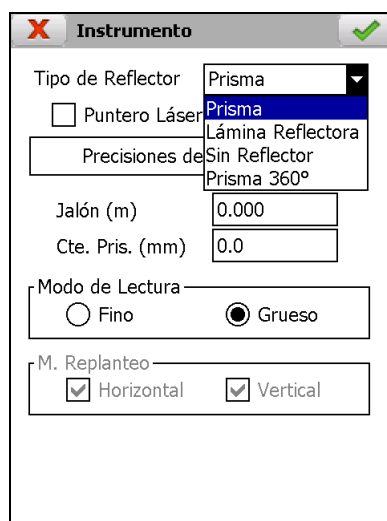 Instrumento
Tipo de Reflector Prisma
Prisma
Puntero Láser
Lámina Reflectora
Precisiones de
Sin Reflector
Prisma 360º
Jalón (m) 0.000
Cte. Pris. (mm) 0.0
Modo de Lectura
Fino Grueso
M. Replanteo
Horizontal Vertical